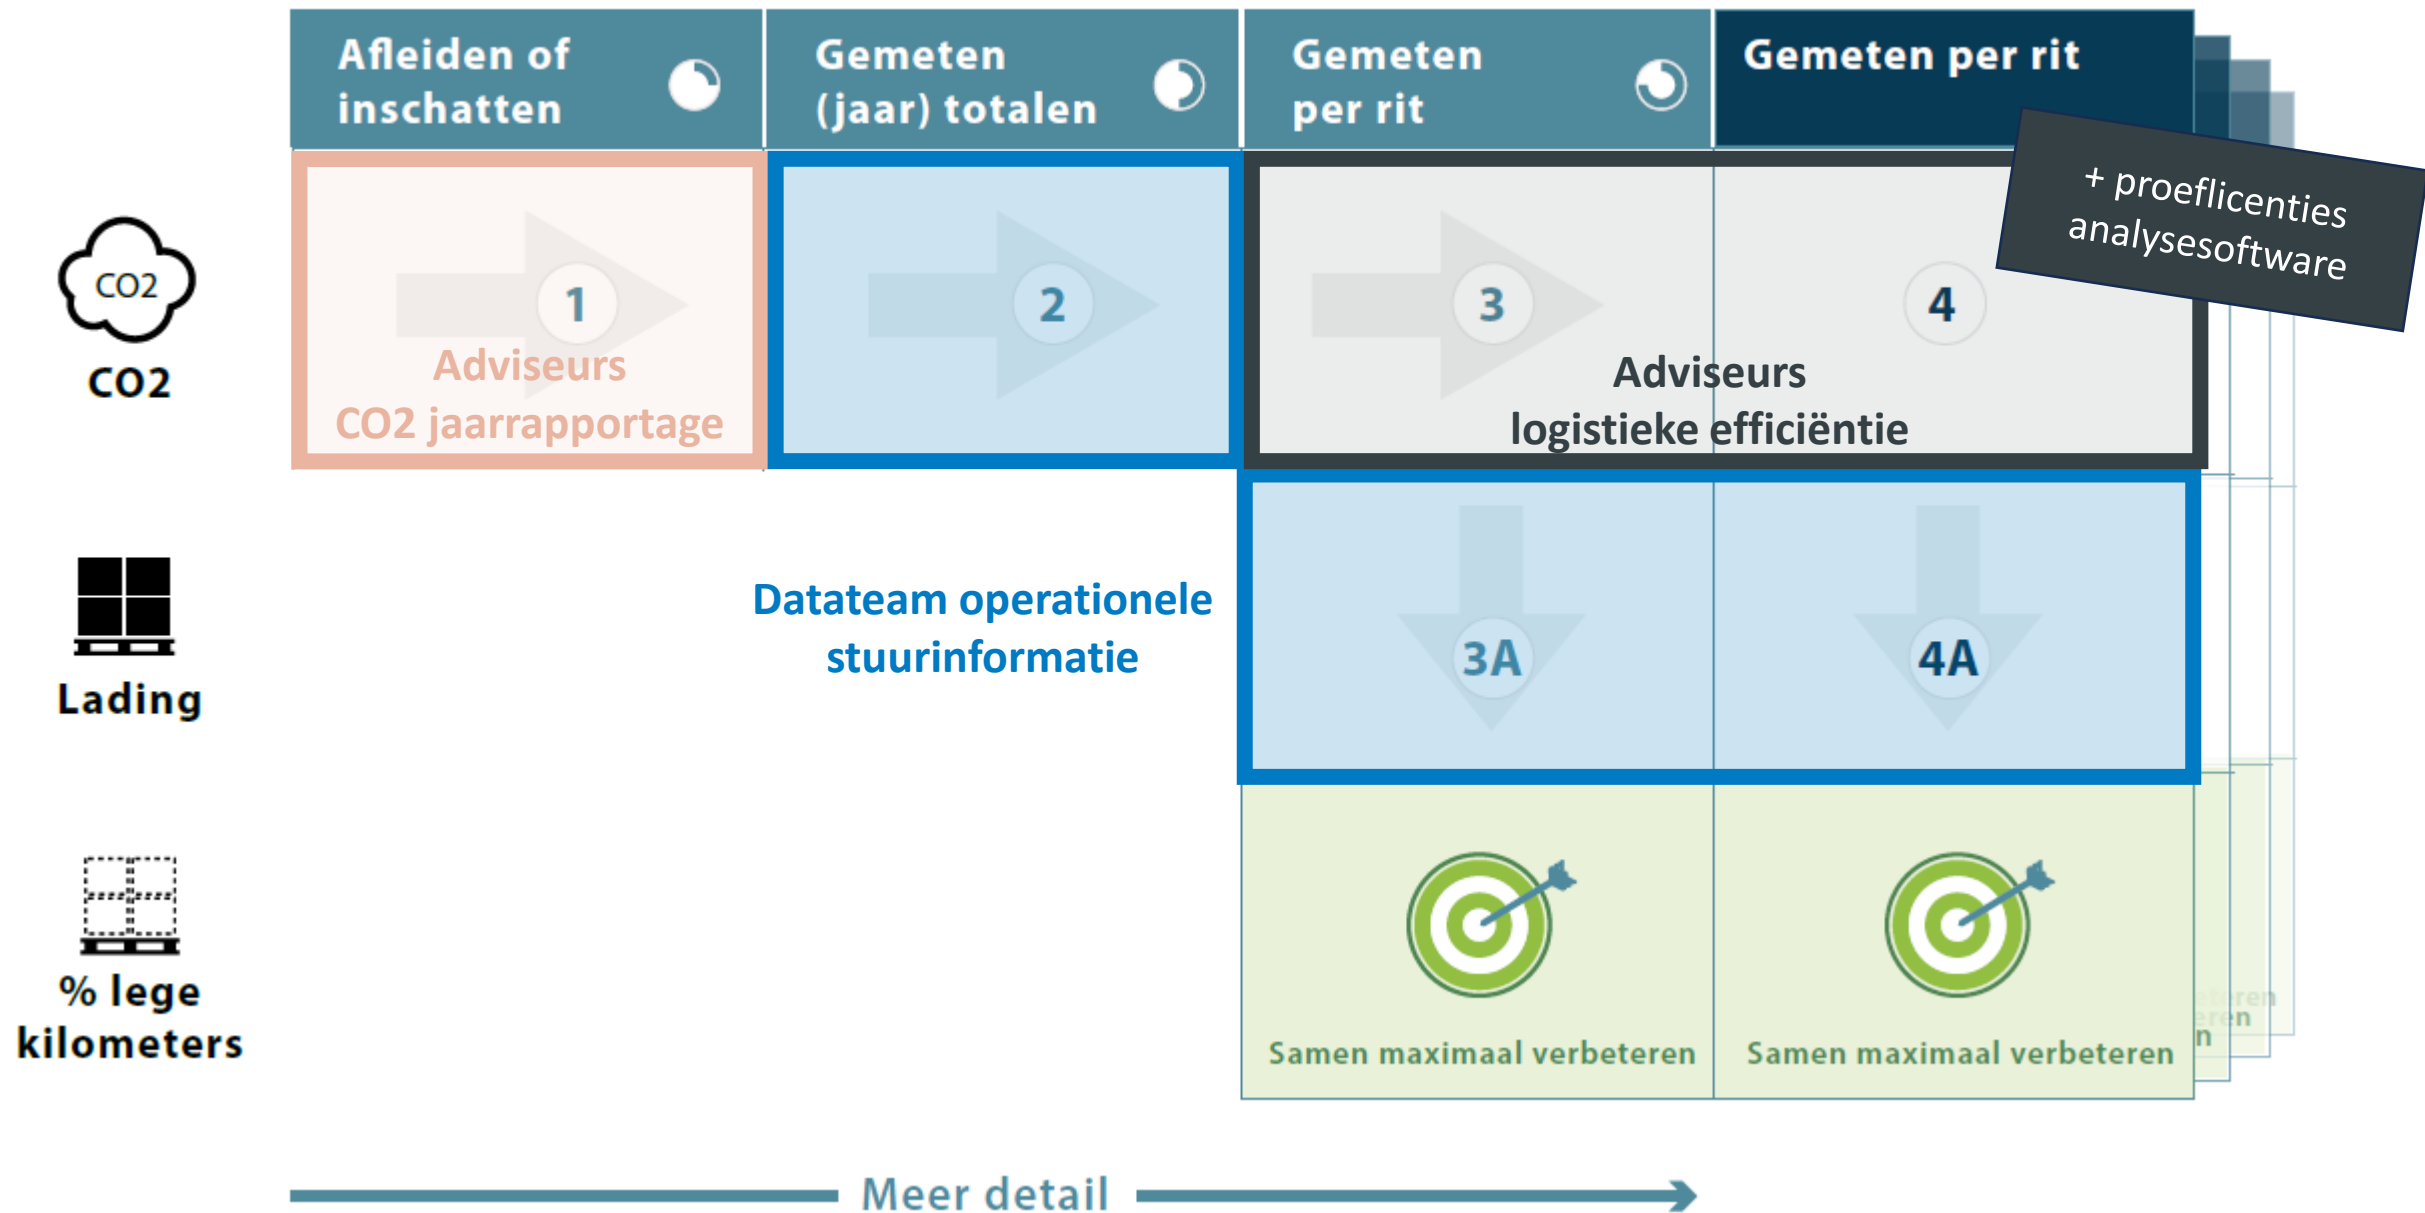 Afleiden of
inschatten
Gemeten
(jaar) totalen
Gemeten
per rit
Gemeten per rit
+ proeflicenties
analysesoftware
CO2
CO2
1
Adviseurs
CO2 jaarrapportage
2
3
4
Adviseurs
logistieke efficiëntie
Lading
Datateam operationele
stuurinformatie
3A
4A
% lege
kilometers
Samen maximaal verbeteren
Samen maximaal verbeteren
eteren
eren
n
Meer detail